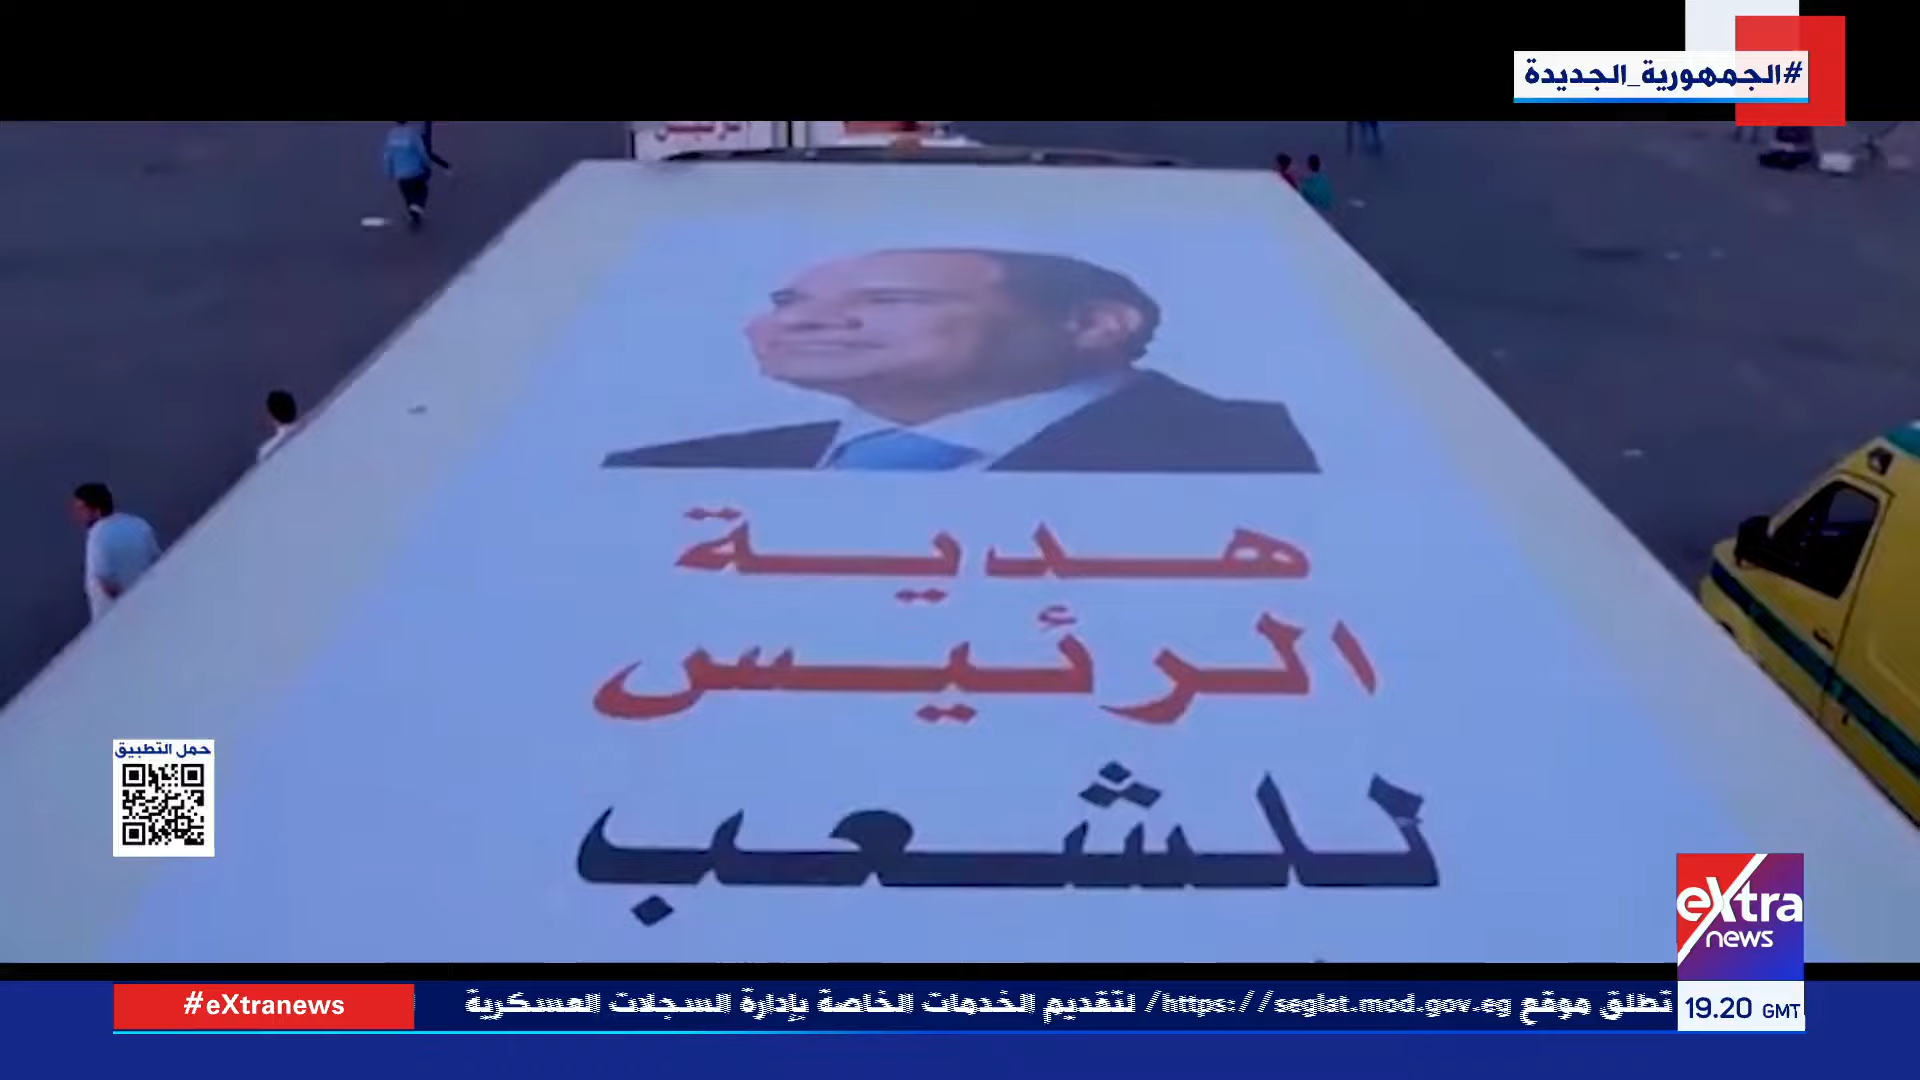 #الجمهورية_الجديدة
الرئيس
هدية
الرئيس
للشعب
حمل التطبيق
eXtra
news
#eXtranews
تطلق موقع https://seglat.mod.gov.eg/ لتقديم الخدمات الخاصة بإدارة السجلات العسكرية
19.20 GMT